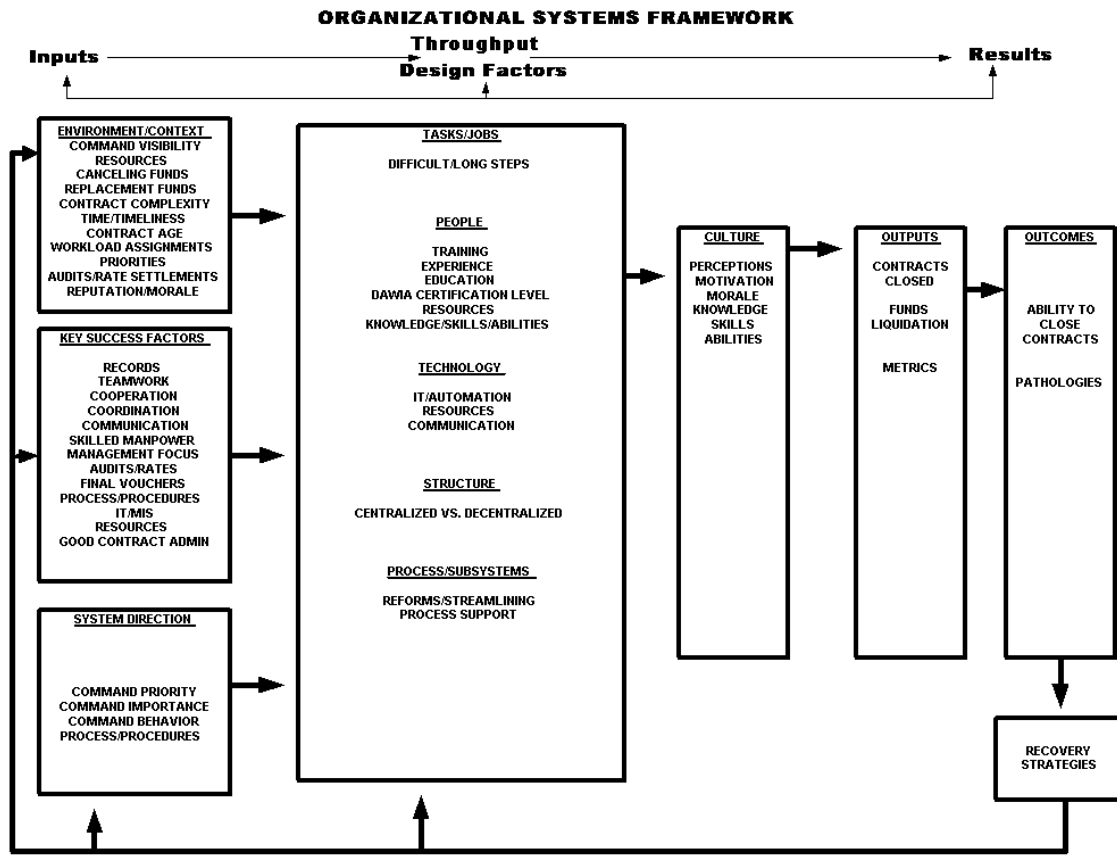 ORGANIZATIONAL SYSTEMS FRAMEWORK
Inputs
Throughput
Design Factors
Results
ENVIRONMENT/CONTEXT
COMMAND VISIBILITY
RESOURCES
CANCELING FUNDS
REPLACEMENT FUNDS
CONTRACT COMPLEXITY
TIME/TIMELINESS
CONTRACT AGE
WORKLOAD ASSIGNMENTS
PRIORITIES
AUDITS/RATE SETTLEMENTS
REPUTATION/MORALE
KEY SUCCESS FACTORS
RECORDS
TEAMWORK
COOPERATION
COORDINATION
COMMUNICATION
SKILLED MANPOWER
MANAGEMENT FOCUS
AUDITS/RATES
FINAL VOUCHERS
PROCESS/PROCEDURES
IT/MIS
RESOURCES
GOOD CONTRACT ADMIN
SYSTEM DIRECTION
COMMAND PRIORITY
COMMAND IMPORTANCE
COMMAND BEHAVIOR
PROCESS/PROCEDURES
TASKS/JOBS
DIFFICULT/LONG STEPS
PEOPLE
TRAINING
EXPERIENCE
EDUCATION
DAWIA CERTIFICATION LEVEL
RESOURCES
KNOWLEDGE/SKILLS/ABILITIES
TECHNOLOGY
IT/AUTOMATION
RESOURCES
COMMUNICATION
STRUCTURE
CENTRALIZED VS. DECENTRALIZED
PROCESS/SUBSYSTEMS
REFORMS/STREAMLINING
PROCESS SUPPORT
CULTURE
PERCEPTIONS
MOTIVATION
MORALE
KNOWLEDGE
SKILLS
ABILITIES
OUTPUTS
CONTRACTS
CLOSED
FUNDS
LIQUIDATION
METRICS
OUTCOMES
ABILITY TO
CLOSE
CONTRACTS
PATHOLOGIES
RECOVERY
STRATEGIES